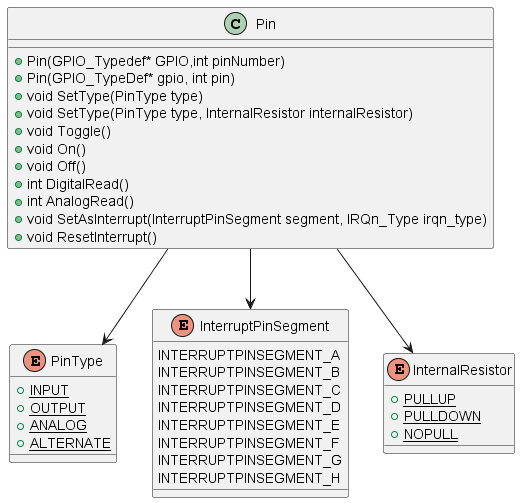 C Pin
Pin(GPIO_Typedef* GPIO,int pinNumber)
Pin(GPIO_TypeDef* gpio, int pin)
void SetType(PinType type)
void SetType(PinType type, InternalResistor internalResistor)
void Toggle()
void On()
void Off()
int DigitalRead()
int AnalogRead()
void SetAsInterrupt(InterruptPinSegment segment, IRQn_Type irqn_type)
void ResetInterrupt()
E PinType
INPUT
OUTPUT
ANALOG
ALTERNATE
E InterruptPinSegment
INTERRUPTPINSEGMENT_A
INTERRUPTPINSEGMENT_B
INTERRUPTPINSEGMENT_C
INTERRUPTPINSEGMENT_D
INTERRUPTPINSEGMENT_E
INTERRUPTPINSEGMENT_F
INTERRUPTPINSEGMENT_G
INTERRUPTPINSEGMENT_H
E InternalResistor
PULLUP
PULLDOWN
NOPULL